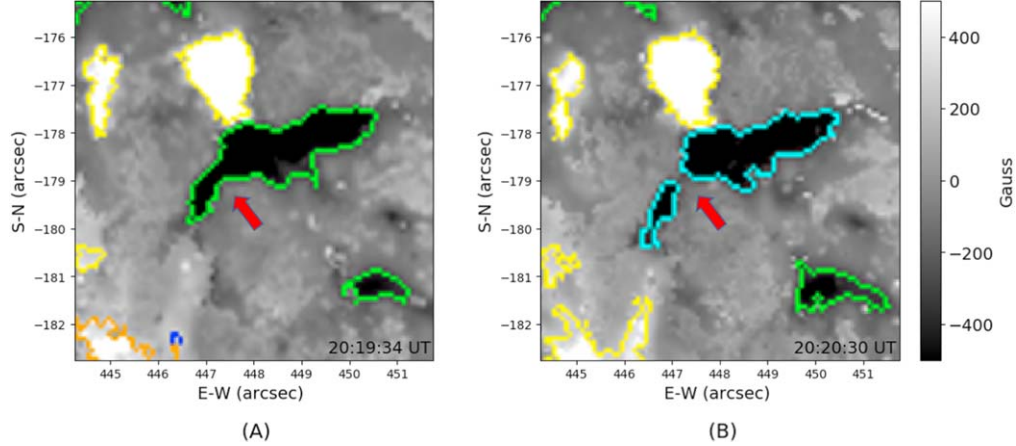 −176
−177
−178
−179
−180
−181
−182
S-N (arcsec)
20:19:34 UT
445 446 447 448 449 450 451
E-W (arcsec)
(A)
−176
−177
−178
−179
−180
−181
−182
S-N (arcsec)
20:20:30 UT
445 446 447 448 449 450 451
E-W (arcsec)
(B)
400
200
0
−200
−400
Gauss